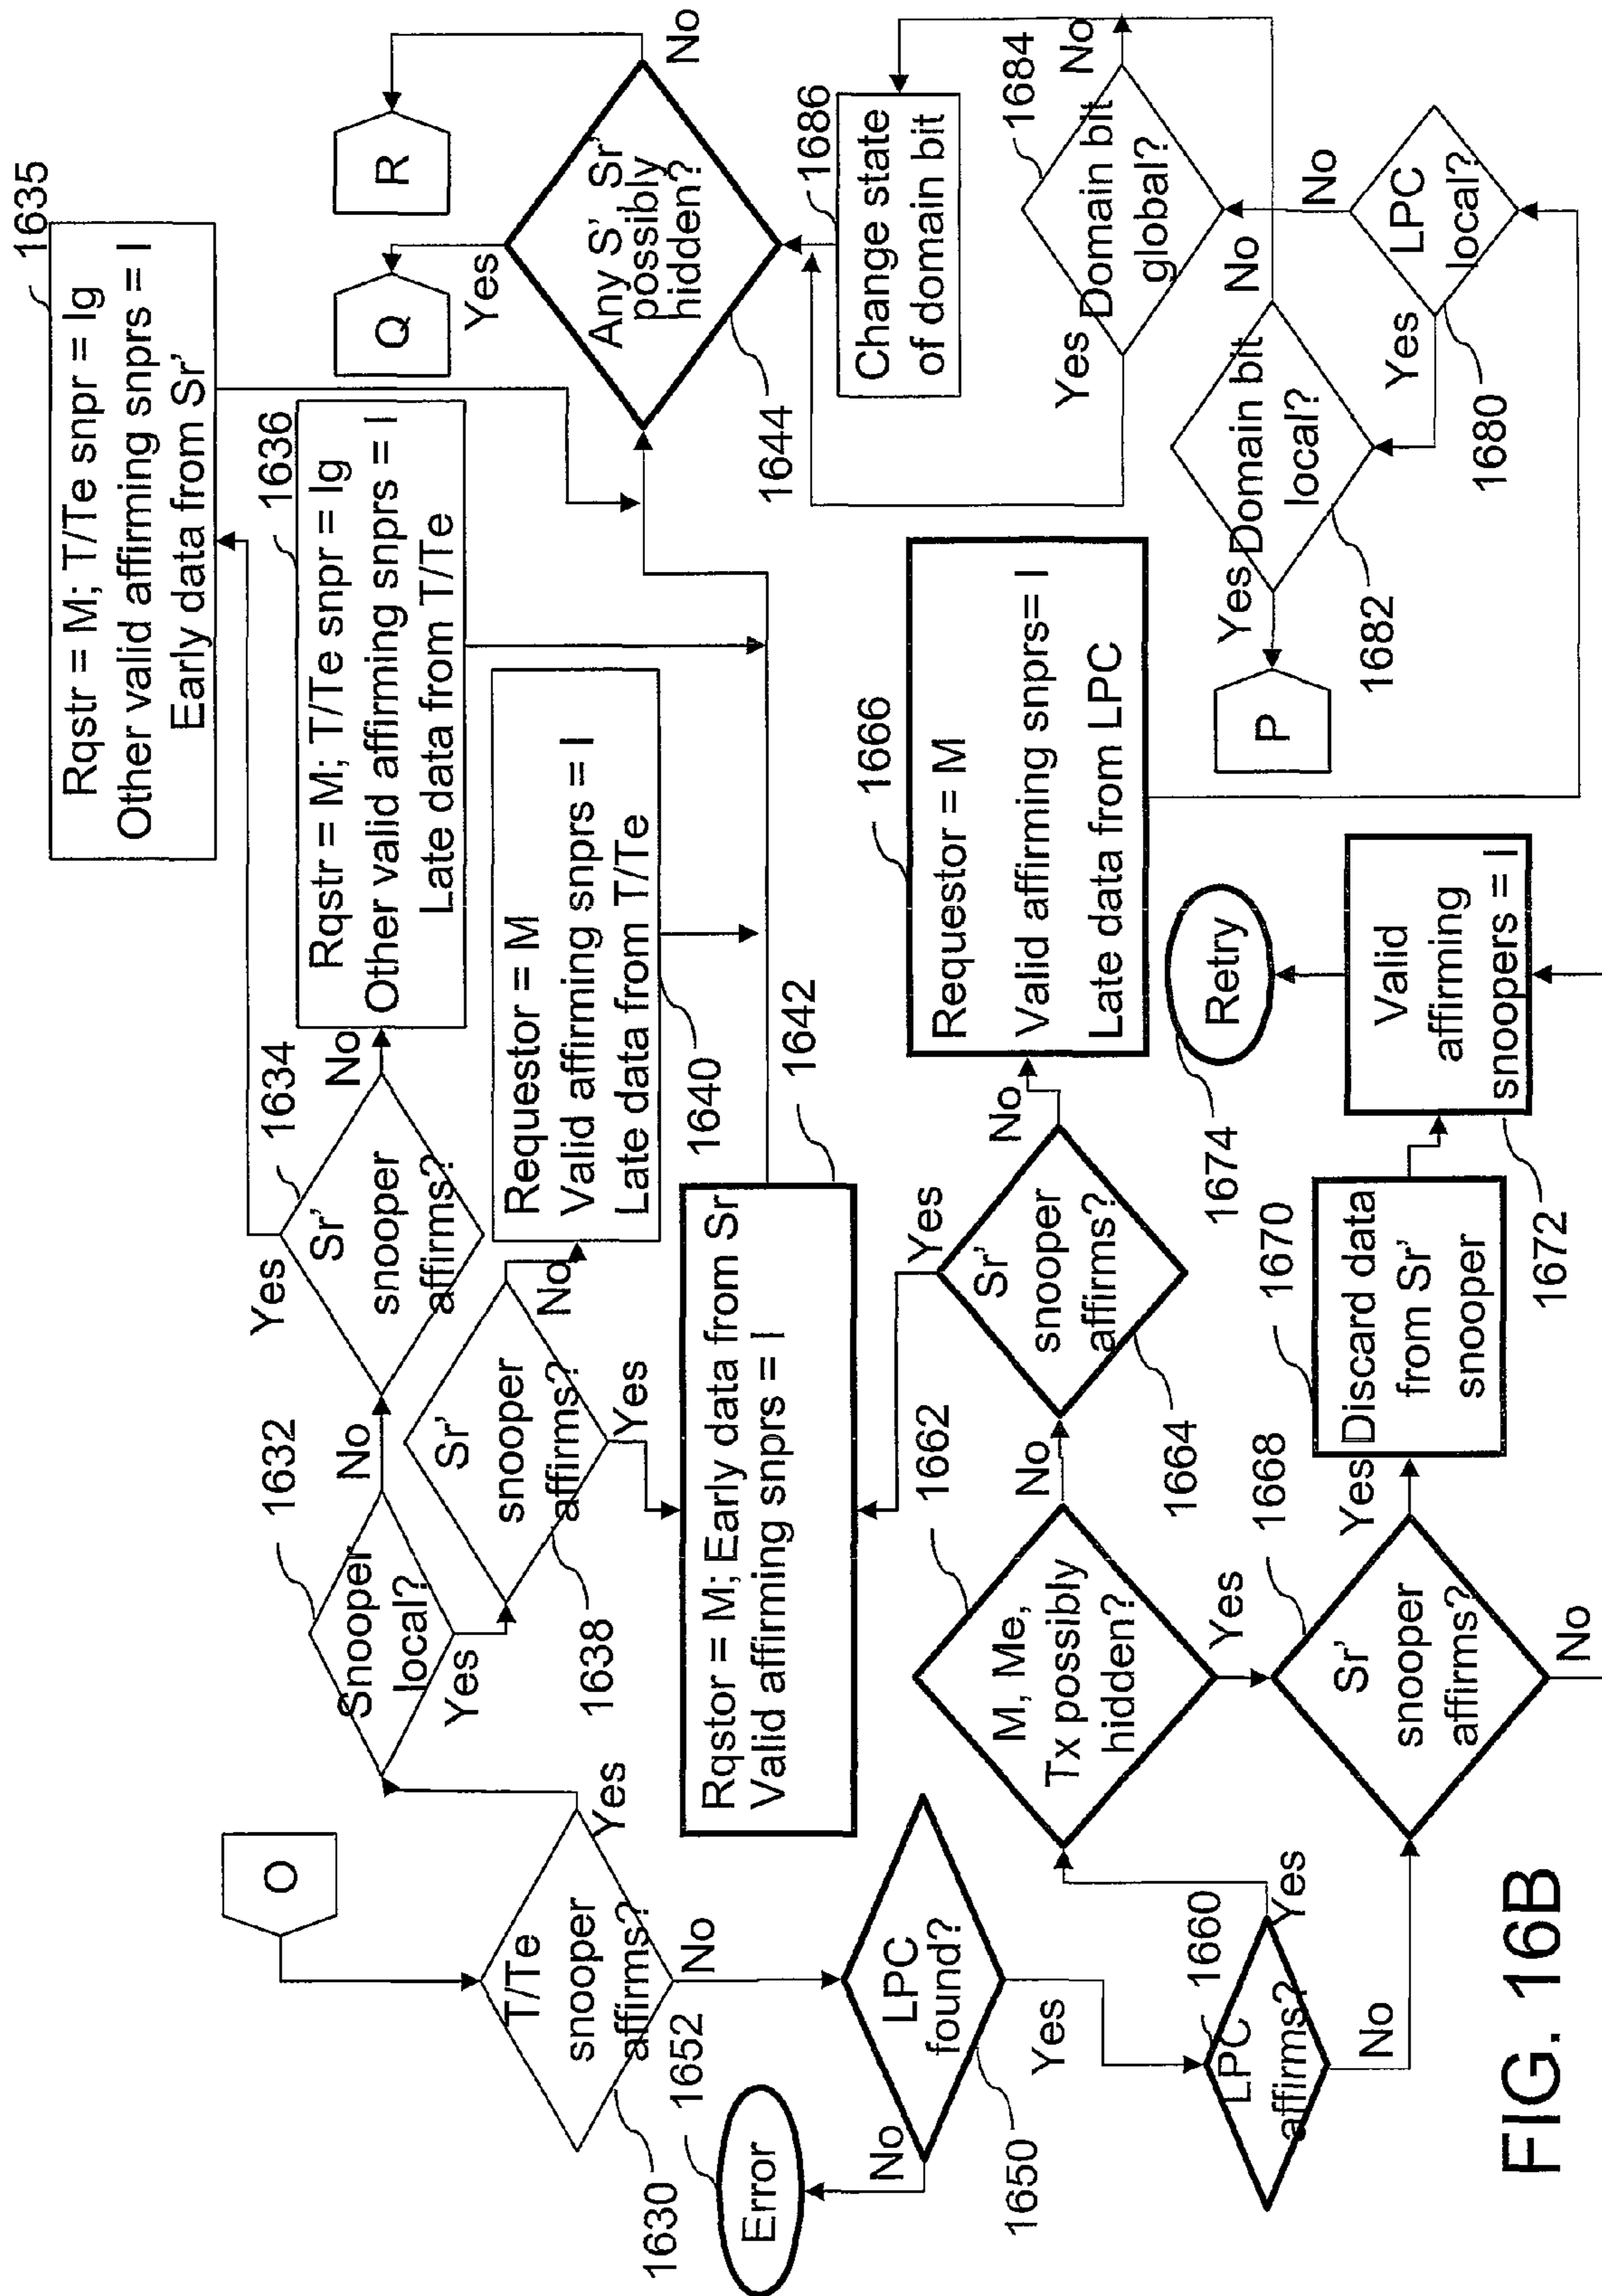 O
T/Te
snooper
affirms?
1630
Yes
No
Snooper
local?
1632
No
Yes
Sr'
snooper
affirms?
1634
Yes
No
Rqstr = M; T/Te snpr = Ig
Other valid affirming snprs = I
Early data from Sr'
1635
Rqstr = M; T/Te snpr = Ig
Other valid affirming snprs = I
Late data from T/Te
1636
Sr'
snooper
affirms?
1638
No
Yes
Requestor = M
Valid affirming snprs = I
Late data from T/Te
1640
Rqstor = M; Early data from Sr
Valid affirming snprs = I
1642
Any S' Sr'
possibly
hidden?
1644
Yes
No
Q
R
Error
1652
LPC
found?
1650
No
Yes
LPC
affirms?
1660
Yes
No
M, Me,
Tx possibly
hidden?
1662
No
Yes
Sr'
snooper
affirms?
1664
Yes
No
Requestor = M
Valid affirming snprs= I
Late data from LPC
1666
Sr'
snooper
affirms?
1668
Yes
No
Discard data
from Sr'
snooper
1670
Valid
affirming
snoopers = I
1672
Retry
1674
LPC
local?
1680
Yes
No
Domain bit
local?
1682
Yes
No
P
Domain bit
global?
1684
Yes
No
Change state
of domain bit
1686
FIG. 16B